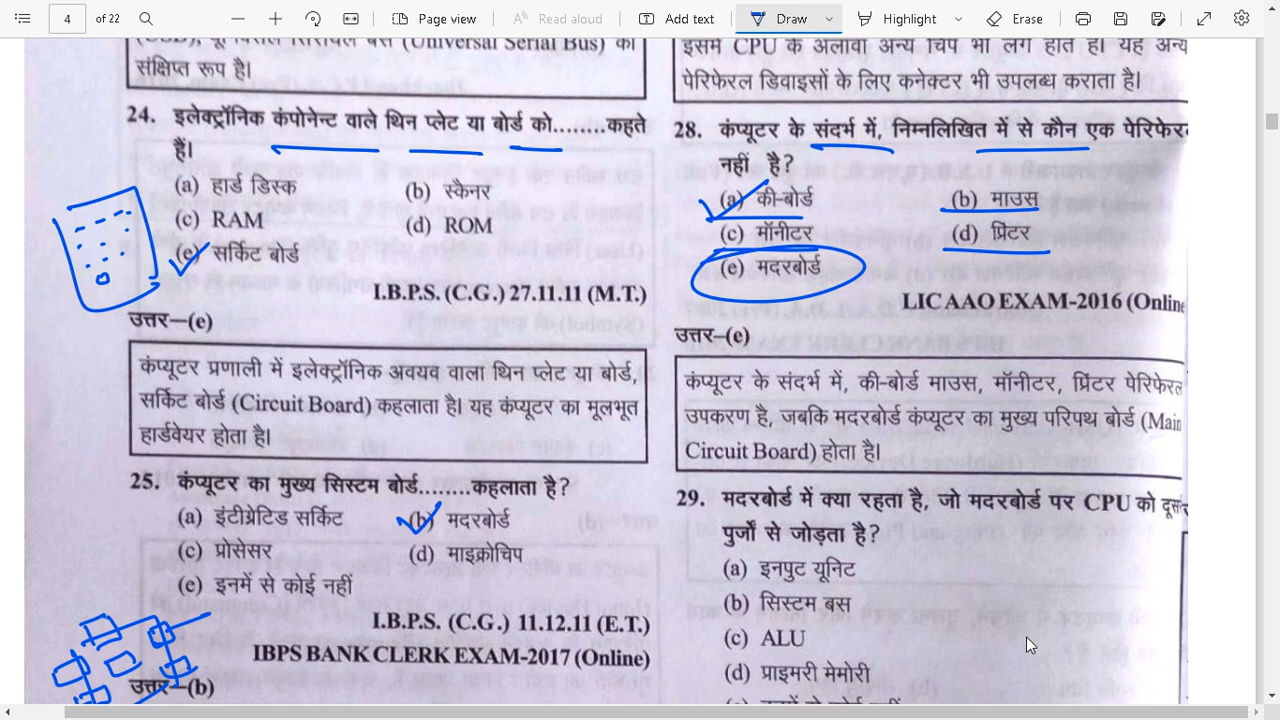 4
of 22
Page view
Read aloud
Add text
Draw
Highlight
Erase
(Universal Serial Bus) का
संक्षिप्त रूप है।
24. इलेक्ट्रॉनिक कंपोनेन्ट वाले थिन प्लेट या बोर्ड को........कहते
हैं।
(a) हार्ड डिस्क (b) स्कैनर
(c) RAM (d) ROM
(e) सर्किट बोर्ड
I.B.P.S. (C.G.) 27.11.11 (M.T.)
उत्तर–(e)
कंप्यूटर प्रणाली में इलेक्ट्रॉनिक अवयव वाला थिन प्लेट या बोर्ड,
सर्किट बोर्ड (Circuit Board) कहलाता है। यह कंप्यूटर का मूलभूत
हार्डवेयर होता है।
25. कंप्यूटर का मुख्य सिस्टम बोर्ड,........कहलाता है?
(a) इंटीग्रेटिड सर्किट (b) मदरबोर्ड
(c) प्रोसेसर (d) माइक्रोचिप
(e) इनमें से कोई नहीं
I.B.P.S. (C.G.) 11.12.11 (E.T.)
IBPS BANK CLERK EXAM-2017 (Online)
उत्तर–(b)
इसमें CPU के अलावा अन्य चिप भी लगे होते हैं। यह अन्य
पेरिफेरल डिवाइसों के लिए कनेक्टर भी उपलब्ध कराता है।
28. कंप्यूटर के संदर्भ में, निम्नलिखित में से कौन एक पेरिफेरल
नहीं है?
(a) की-बोर्ड (b) माउस
(c) मॉनीटर (d) प्रिंटर
(e) मदरबोर्ड
LIC AAO EXAM-2016 (Online
उत्तर–(e)
कंप्यूटर के संदर्भ में, की-बोर्ड माउस, मॉनीटर, प्रिंटर पेरिफेरल
उपकरण है, जबकि मदरबोर्ड कंप्यूटर का मुख्य परिपथ बोर्ड (Main
Circuit Board) होता है।
29. मदरबोर्ड में क्या रहता है, जो मदरबोर्ड पर CPU को दूसरे
पुर्जों से जोड़ता है?
(a) इनपुट यूनिट
(b) सिस्टम बस
(c) ALU
(d) प्राइमरी मेमोरी